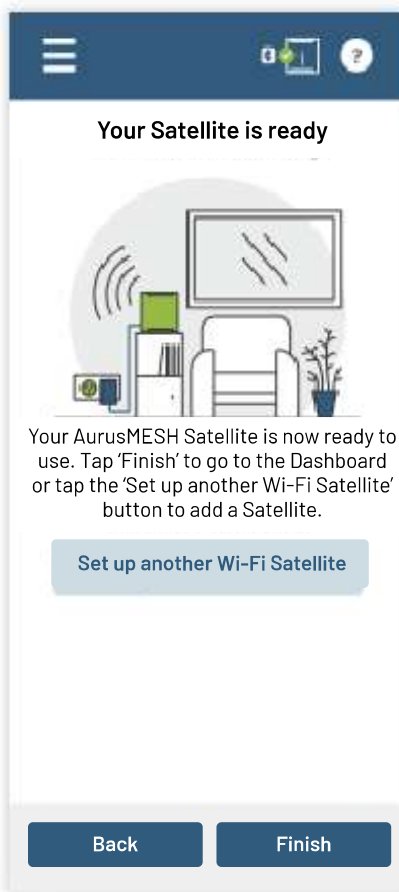 ?
Your Satellite is ready
Your AurusMESH Satellite is now ready to
use. Tap ‘Finish’ to go to the Dashboard
or tap the ‘Set up another Wi-Fi Satellite’
button to add a Satellite.
Set up another Wi-Fi Satellite
Back
Finish